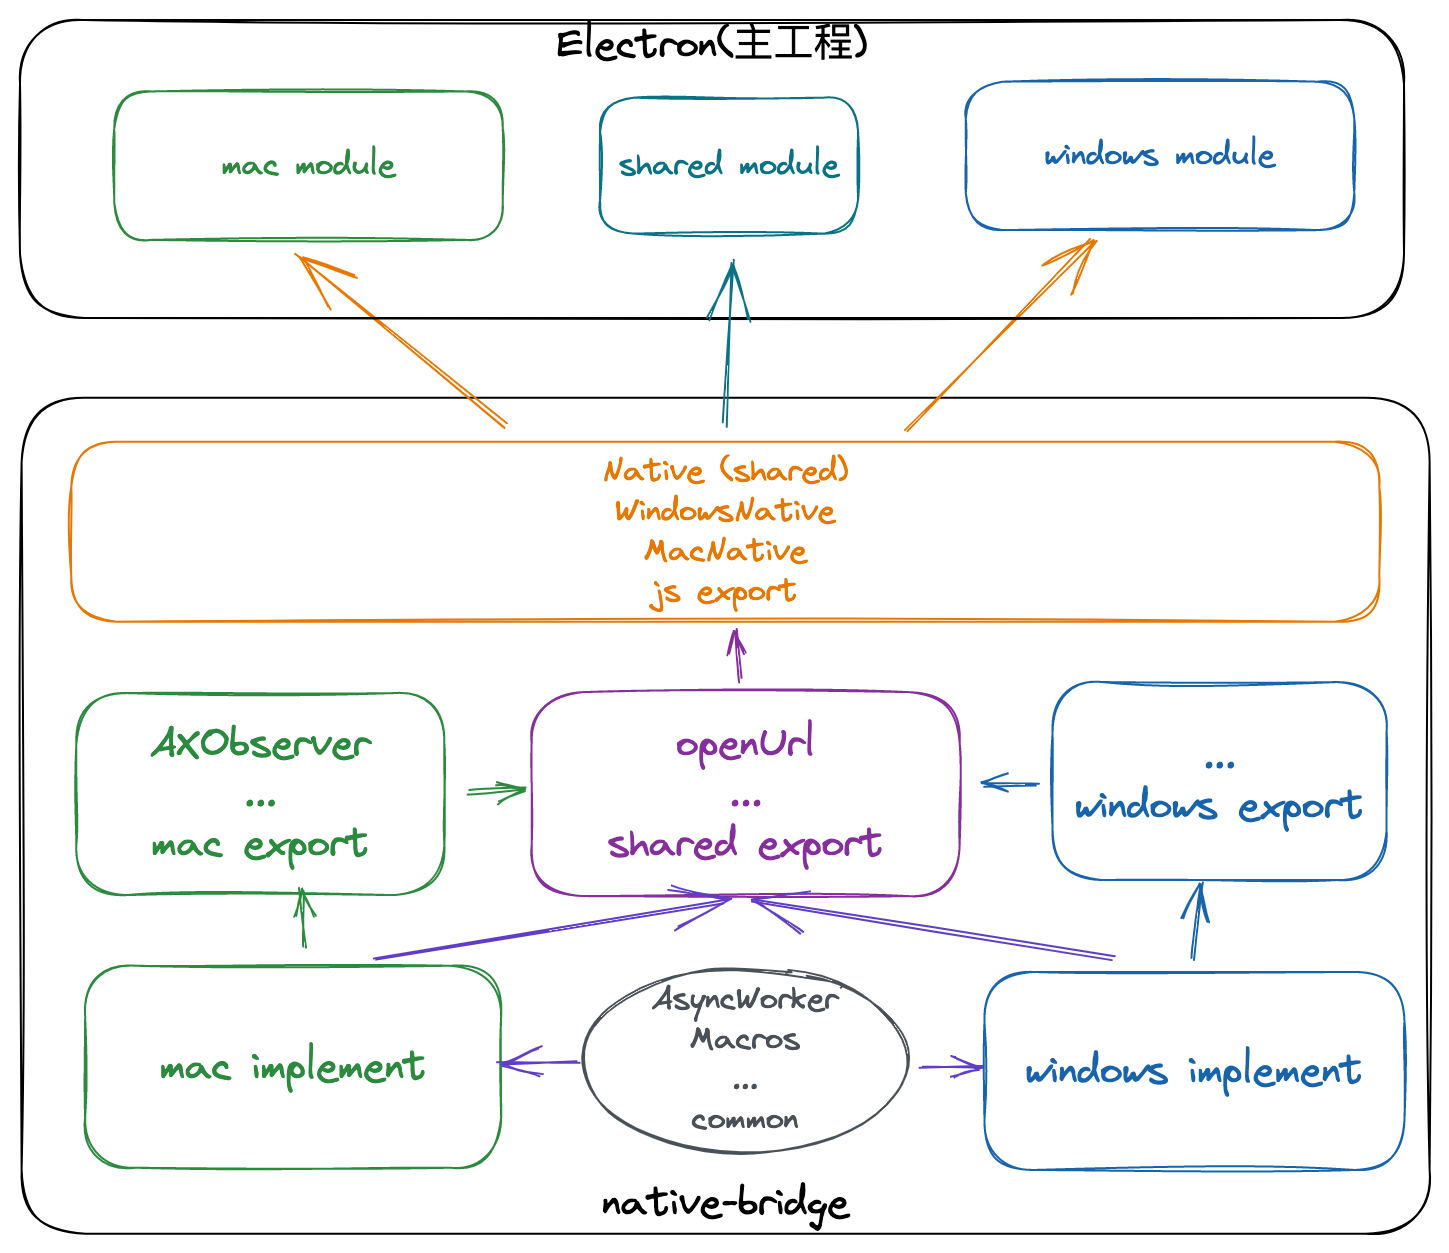 Electron(主工程)
mac module
shared module
windows module
Native (shared)
WindowsNative
MacNative
js export
AXObserver
...
mac export
openUrl
...
shared export
...
windows export
mac implement
AsyncWorker
Macros
...
common
windows implement
native-bridge